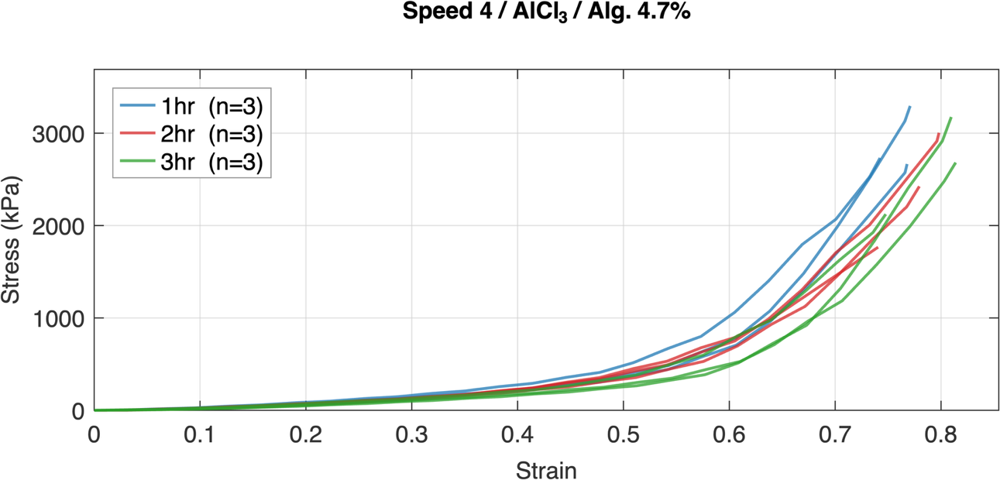 Speed 4 / AlCl₃ / Alg. 4.7%
1hr (n=3)
2hr (n=3)
3hr (n=3)
Stress (kPa)
3000
2000
1000
0
0 0.1 0.2 0.3 0.4 0.5 0.6 0.7 0.8
Strain